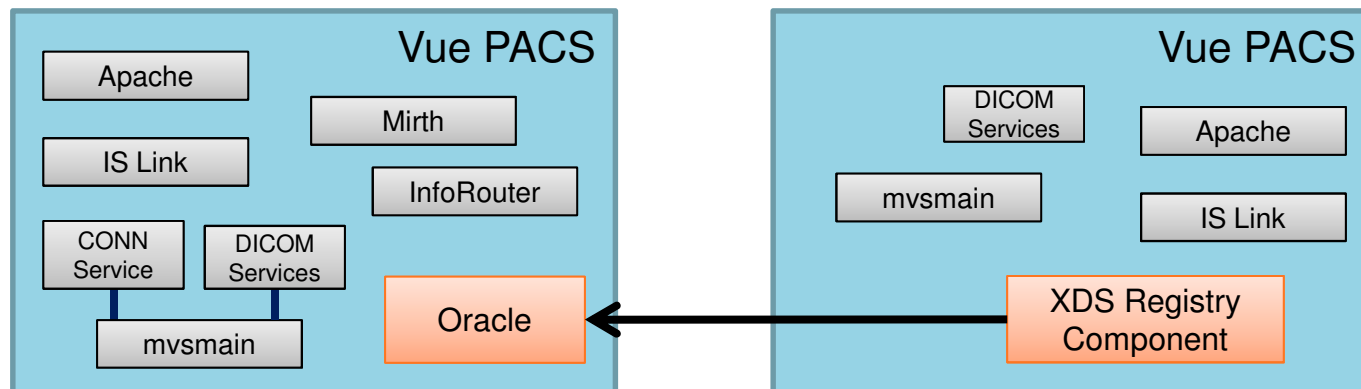 Vue PACS
Apache
Mirth
IS Link
InfoRouter
CONN
Service
DICOM
Services
Oracle
mvsmain
Vue PACS
DICOM
Services
Apache
mvsmain
IS Link
XDS Registry
Component